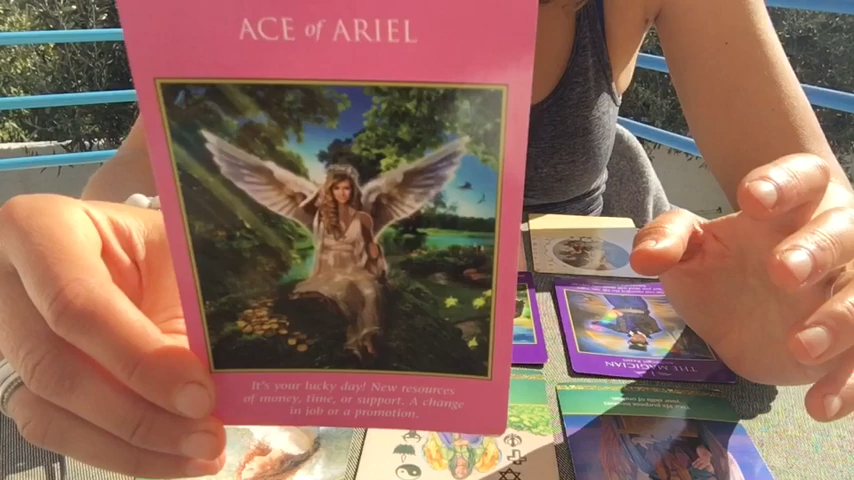 ACE of ARIEL
It's your lucky day! New resources
of money, time, or support. A change
in job or a promotion.
THE MAGICIAN